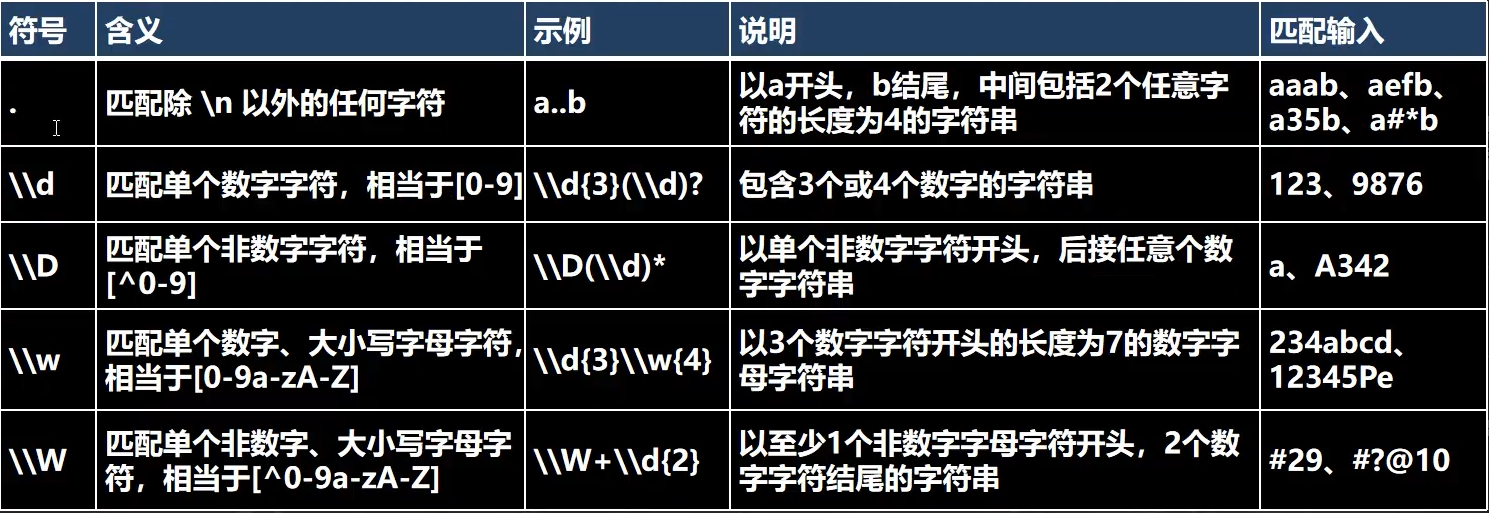 符号 含义 示例 说明 匹配输入
. 匹配除 \n 以外的任何字符 a..b 以a开头，b结尾，中间包括2个任意字
符的长度为4的字符串 aaab、aefb、
a35b、a#*b
\\d 匹配单个数字字符，相当于[0-9] \\d{3}(\\d)? 包含3个或4个数字的字符串 123、9876
\\D 匹配单个非数字字符，相当于
[^0-9] \\D(\\d)* 以单个非数字字符开头，后接任意个数
字字符串 a、A342
\\w 匹配单个数字、大小写字母字符，
相当于[0-9a-zA-Z] \\d{3}\\w{4} 以3个数字字符开头的长度为7的数字字
母字符串 234abcd、
12345Pe
\\W 匹配单个非数字、大小写字母字
符，相当于[^0-9a-zA-Z] \\W+\\d{2} 以至少1个非数字字母字符开头，2个数
字字符结尾的字符串 #29、#?@10